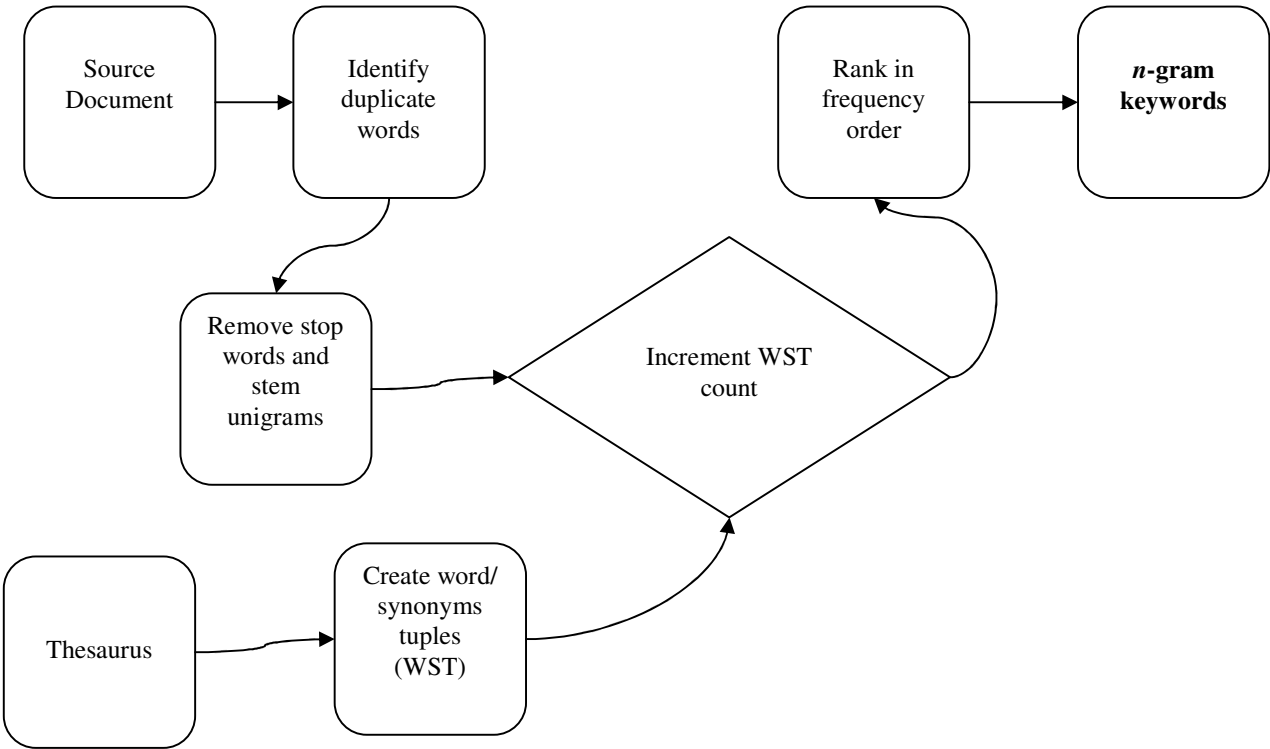 Source
Document
Identify
duplicate
words
Rank in
frequency
order
n-gram
keywords
Remove stop
words and
stem
unigrams
Increment WST
count
Thesaurus
Create word/
synonyms
tuples
(WST)